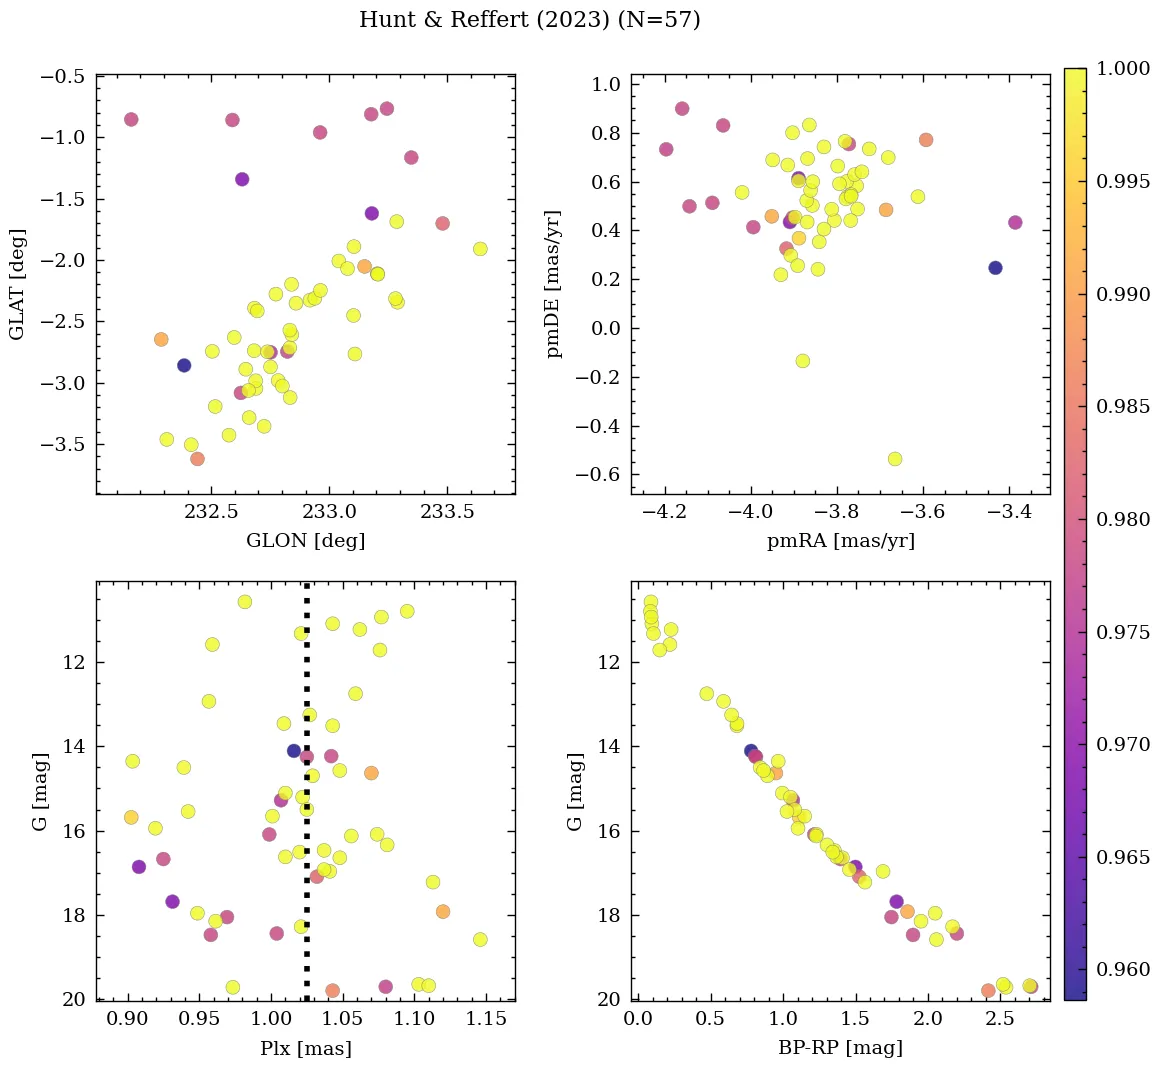 Hunt & Reffert (2023) (N=57)
−0.5
−1.0
−1.5
−2.0
−2.5
−3.0
−3.5
GLAT [deg]
232.5 233.0 233.5
GLON [deg]
1.0
0.8
0.6
0.4
0.2
0.0
−0.2
−0.4
−0.6
pmDE [mas/yr]
−4.2 −4.0 −3.8 −3.6 −3.4
pmRA [mas/yr]
12
14
16
18
20
G [mag]
0.90 0.95 1.00 1.05 1.10 1.15
Plx [mas]
12
14
16
18
20
G [mag]
0.0 0.5 1.0 1.5 2.0 2.5
BP-RP [mag]
1.000
0.995
0.990
0.985
0.980
0.975
0.970
0.965
0.960